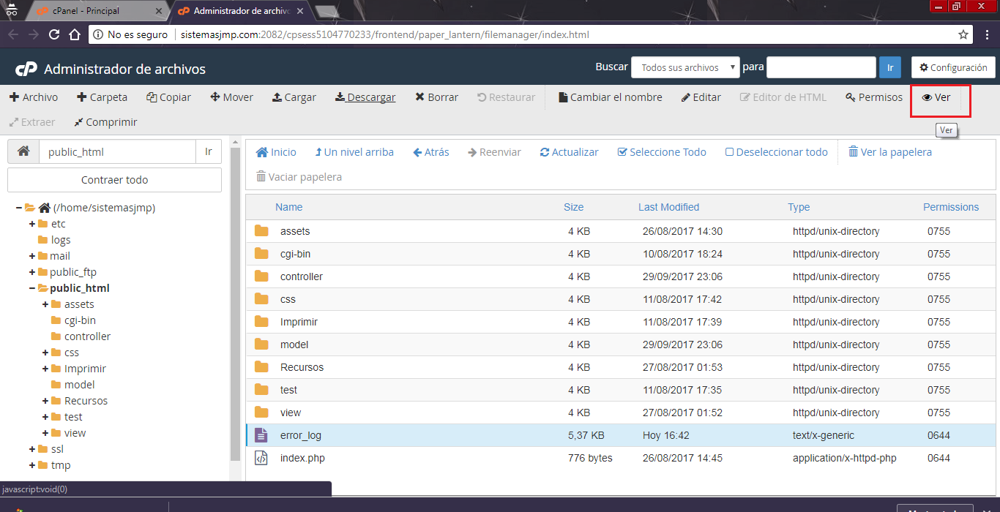 cPanel - Principal
Administrador de archivo
No es seguro
sistemasjmp.com:2082/cpsess5104770233/frontend/paper_lantern/filemanager/index.html
cP Administrador de archivos
Buscar Todos sus archivos para Ir Configuración
Archivo Carpeta Copiar Mover Cargar Descargar Borrar Restaurar Cambiar el nombre Editar Editor de HTML Permisos Ver
Extraer Comprimir
Ver
public_html Ir
Contraer todo
(/home/sistemasjmp)
etc
logs
mail
public_ftp
public_html
assets
cgi-bin
controller
css
Imprimir
model
Recursos
test
view
ssl
tmp
Inicio Un nivel arriba Atrás Reenviar Actualizar Seleccione Todo Deseleccionar todo Ver la papelera
Vaciar papelera
Name Size Last Modified Type Permissions
assets 4 KB 26/08/2017 14:30 httpd/unix-directory 0755
cgi-bin 4 KB 10/08/2017 18:24 httpd/unix-directory 0755
controller 4 KB 29/09/2017 23:06 httpd/unix-directory 0755
css 4 KB 11/08/2017 17:42 httpd/unix-directory 0755
Imprimir 4 KB 11/08/2017 17:39 httpd/unix-directory 0755
model 4 KB 29/09/2017 23:06 httpd/unix-directory 0755
Recursos 4 KB 27/08/2017 01:53 httpd/unix-directory 0755
test 4 KB 11/08/2017 17:35 httpd/unix-directory 0755
view 4 KB 27/08/2017 01:52 httpd/unix-directory 0755
error_log 5,37 KB Hoy 16:42 text/x-generic 0644
index.php 776 bytes 26/08/2017 14:45 application/x-httpd-php 0644
javascript:void(0)